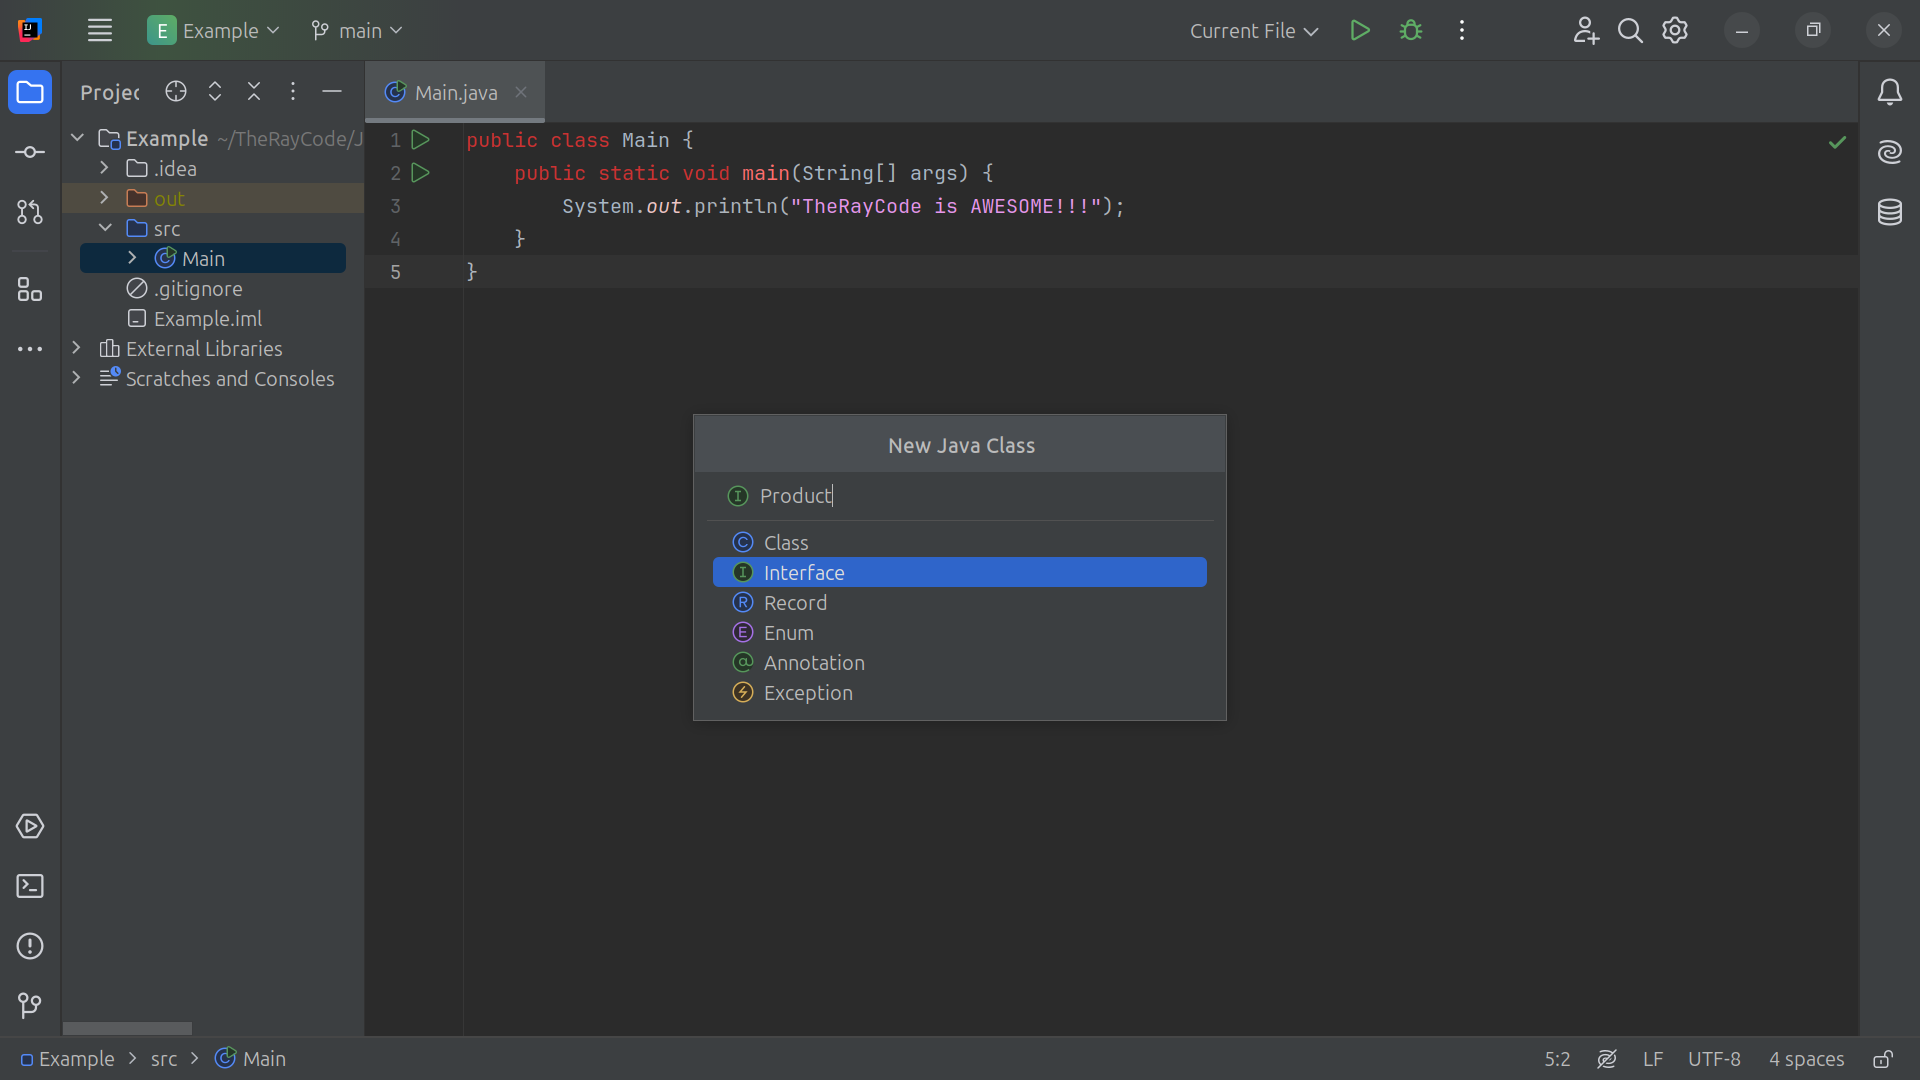 E Example main
Current File
Projec
Main.java
Example ~/TheRayCode/J
.idea
out
src
Main
.gitignore
Example.iml
External Libraries
Scratches and Consoles
1 public class Main {
2 public static void main(String[] args) {
3 System.out.println("TheRayCode is AWESOME!!!");
4 }
5 }
New Java Class
I Product
C Class
I Interface
R Record
E Enum
@ Annotation
Exception
Example > src > Main
5:2 LF UTF-8 4 spaces